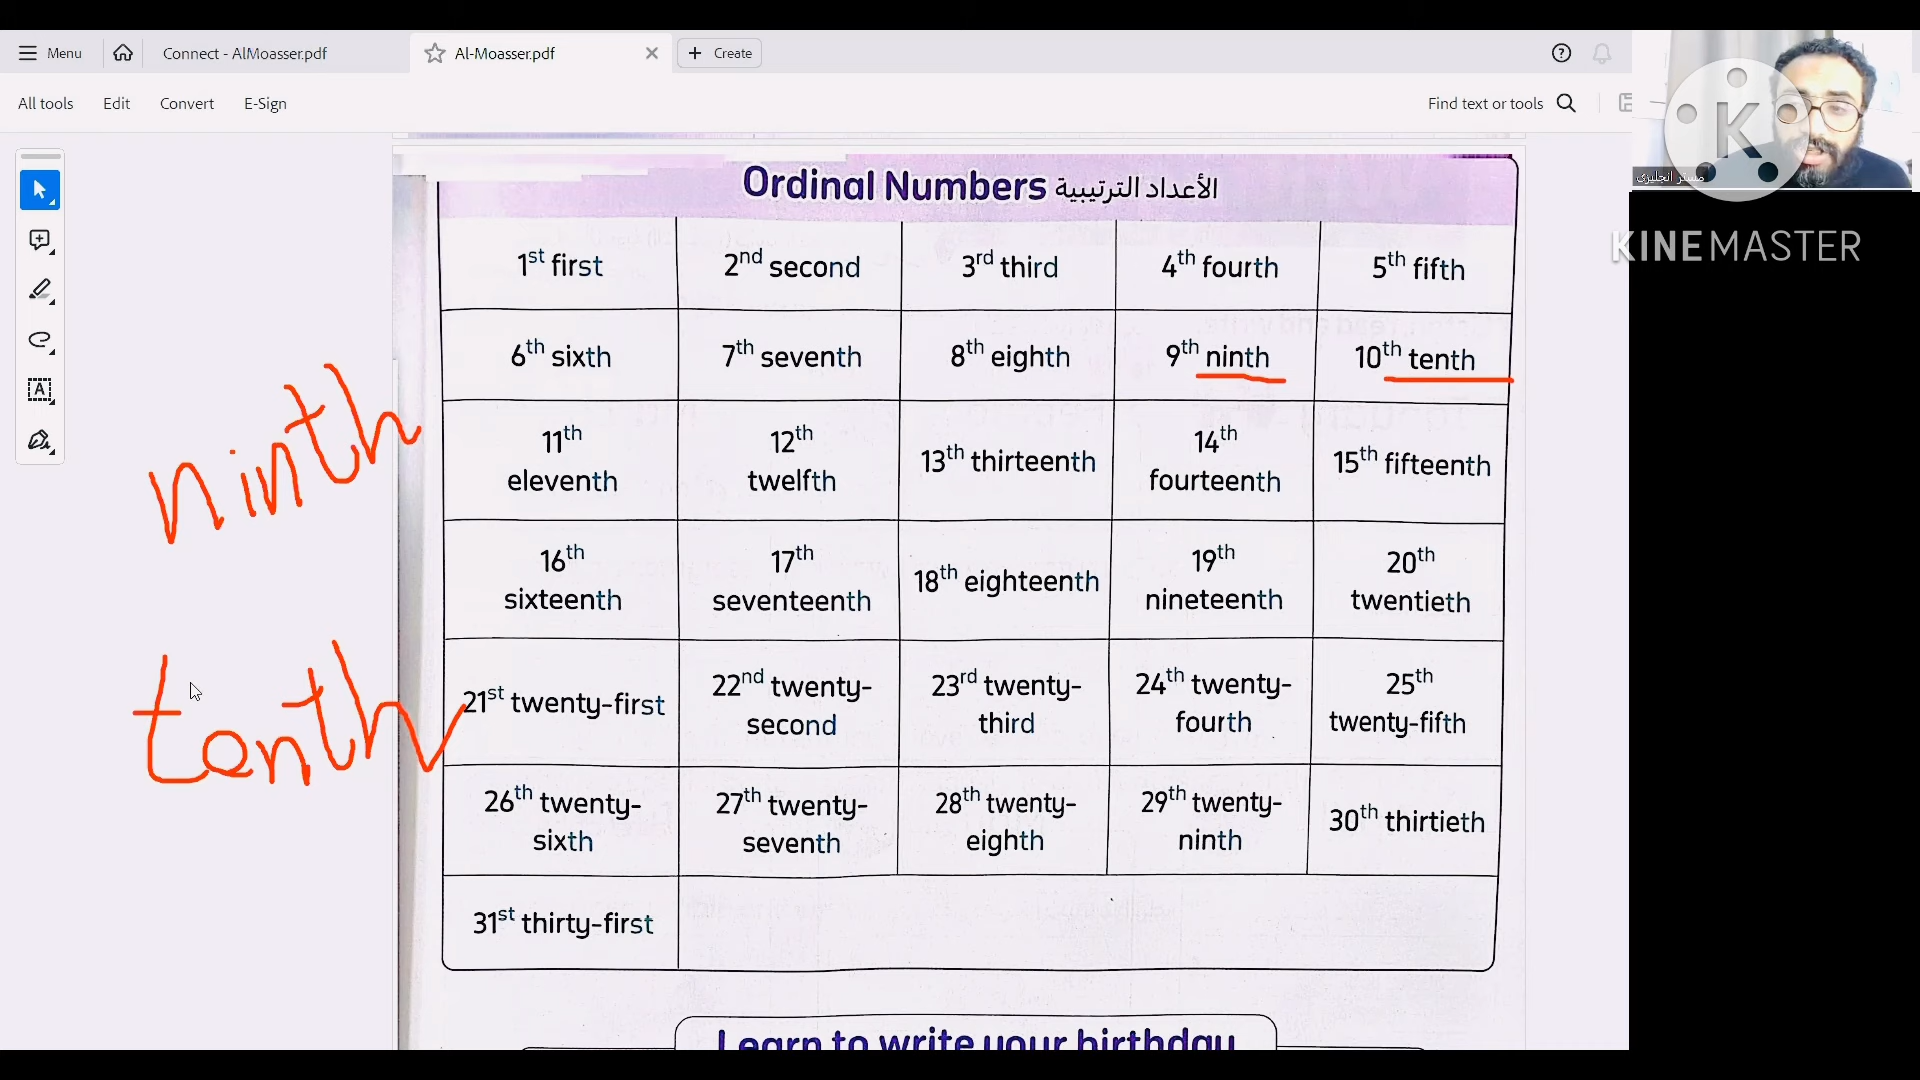 Menu
Connect - AlMoasser.pdf
Al-Moasser.pdf
Create
All tools
Edit
Convert
E-Sign
Find text or tools
K
مستر انجليزى
KINEMASTER
Ordinal Numbers الأعداد الترتيبية
1st first
2nd second
3rd third
4th fourth
5th fifth
6th sixth
7th seventh
8th eighth
9th ninth
10th tenth
11th
eleventh
12th
twelfth
13th thirteenth
14th
fourteenth
15th fifteenth
16th
sixteenth
17th
seventeenth
18th eighteenth
19th
nineteenth
20th
twentieth
21st twenty-first
22nd twenty-
second
23rd twenty-
third
24th twenty-
fourth
25th
twenty-fifth
26th twenty-
sixth
27th twenty-
seventh
28th twenty-
eighth
29th twenty-
ninth
30th thirtieth
31st thirty-first
ninth
tenth
Learn to write your birthday